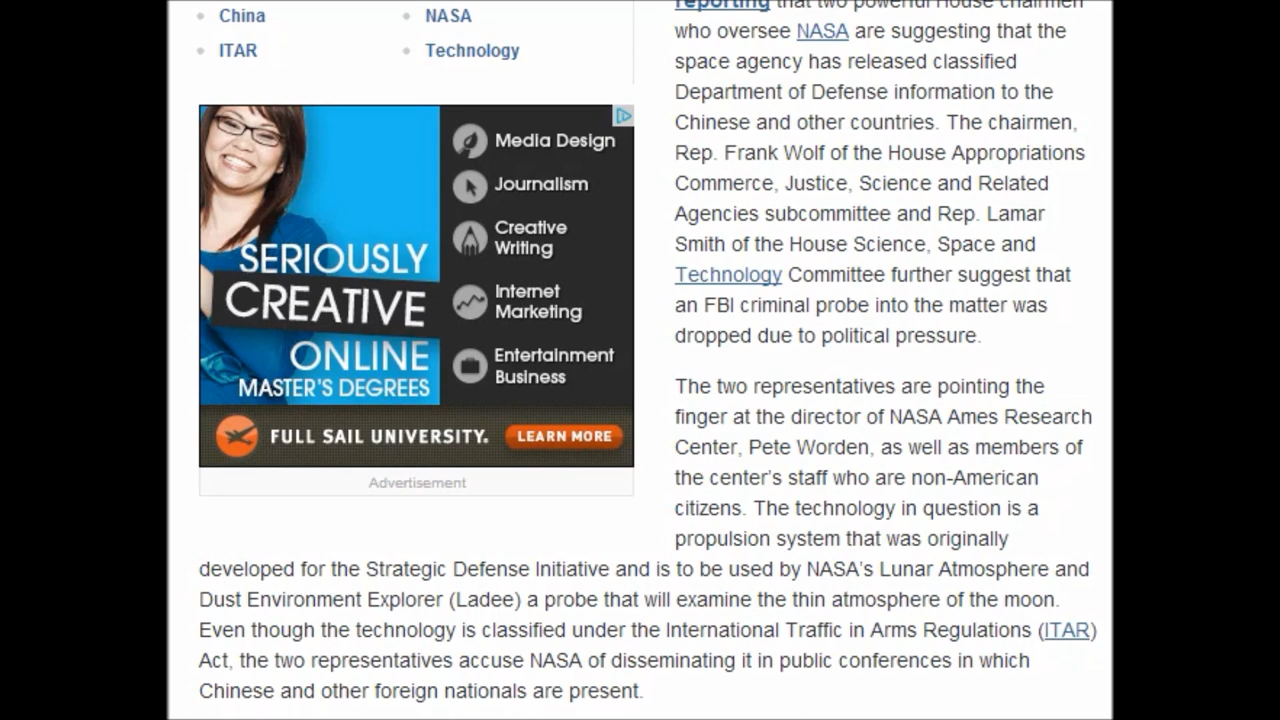 China
NASA
ITAR
Technology
reporting that two powerful House chairmen
who oversee NASA are suggesting that the
space agency has released classified
Department of Defense information to the
Chinese and other countries. The chairmen,
Rep. Frank Wolf of the House Appropriations
Commerce, Justice, Science and Related
Agencies subcommittee and Rep. Lamar
Smith of the House Science, Space and
Technology Committee further suggest that
an FBI criminal probe into the matter was
dropped due to political pressure.
SERIOUSLY
CREATIVE
ONLINE
MASTER'S DEGREES
Media Design
Journalism
Creative
Writing
Internet
Marketing
Entertainment
Business
FULL SAIL UNIVERSITY.
LEARN MORE
Advertisement
The two representatives are pointing the
finger at the director of NASA Ames Research
Center, Pete Worden, as well as members of
the center's staff who are non-American
citizens. The technology in question is a
propulsion system that was originally
developed for the Strategic Defense Initiative and is to be used by NASA's Lunar Atmosphere and
Dust Environment Explorer (Ladee) a probe that will examine the thin atmosphere of the moon.
Even though the technology is classified under the International Traffic in Arms Regulations (ITAR)
Act, the two representatives accuse NASA of disseminating it in public conferences in which
Chinese and other foreign nationals are present.